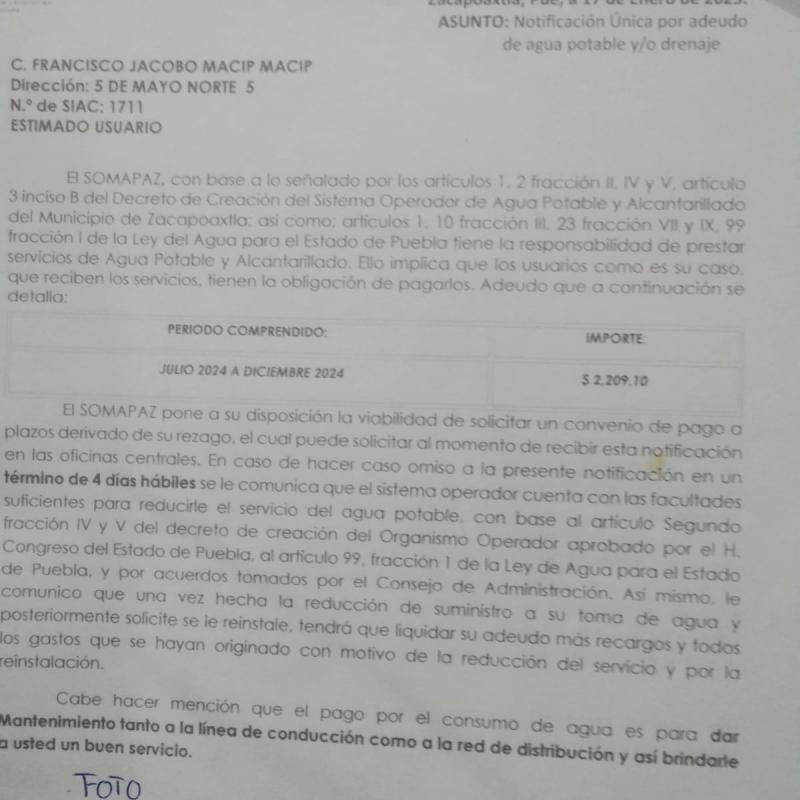 Zacapoaxtla, Pue, a 17 de Enero de 2025.
ASUNTO: Notificación Única por adeudo
de agua potable y/o drenaje
C. FRANCISCO JACOBO MACIP MACIP
Dirección: 5 DE MAYO NORTE 5
N.° de SIAC: 1711
ESTIMADO USUARIO
El SOMAPAZ, con base a lo señalado por los artículos 1, 2 fracción II, IV y V, artículo
3 inciso B del Decreto de Creación del Sistema Operador de Agua Potable y Alcantarillado
del Municipio de Zacapoaxtla; así como; artículos 1, 10 fracción III, 23 fracción VII y IX, 99
fracción I de la Ley del Agua para el Estado de Puebla tiene la responsabilidad de prestar
servicios de Agua Potable y Alcantarillado. Ello implica que los usuarios como es su caso,
que reciben los servicios, tienen la obligación de pagarlos. Adeudo que a continuación se
detalla:
PERIODO COMPRENDIDO: IMPORTE:
JULIO 2024 A DICIEMBRE 2024 $ 2,209.10
El SOMAPAZ pone a su disposición la viabilidad de solicitar un convenio de pago a
plazos derivado de su rezago, el cual puede solicitar al momento de recibir esta notificación
en las oficinas centrales. En caso de hacer caso omiso a la presente notificación en un
término de 4 días hábiles se le comunica que el sistema operador cuenta con las facultades
suficientes para reducirle el servicio del agua potable, con base al artículo Segundo
fracción IV y V del decreto de creación del Organismo Operador aprobado por el H.
Congreso del Estado de Puebla, al artículo 99, fracción 1 de la Ley de Agua para el Estado
de Puebla, y por acuerdos tomados por el Consejo de Administración. Así mismo, le
comunico que una vez hecha la reducción de suministro a su toma de agua y
posteriormente solicite se le reinstale, tendrá que liquidar su adeudo más recargos y todos
los gastos que se hayan originado con motivo de la reducción del servicio y por la
reinstalación.
Cabe hacer mención que el pago por el consumo de agua es para dar
Mantenimiento tanto a la línea de conducción como a la red de distribución y así brindarle
a usted un buen servicio.
FOTO